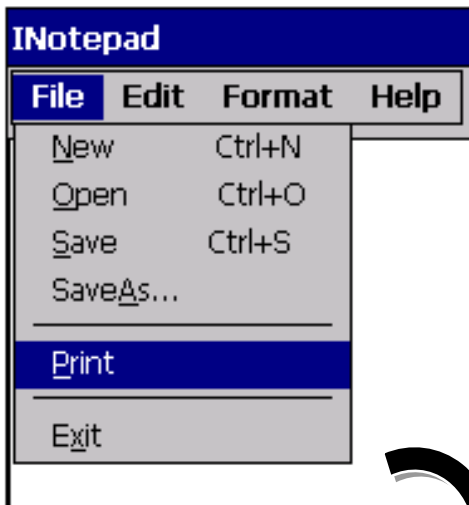 INotepad
File Edit Format Help
New Ctrl+N
Open Ctrl+O
Save Ctrl+S
SaveAs...
Print
Exit